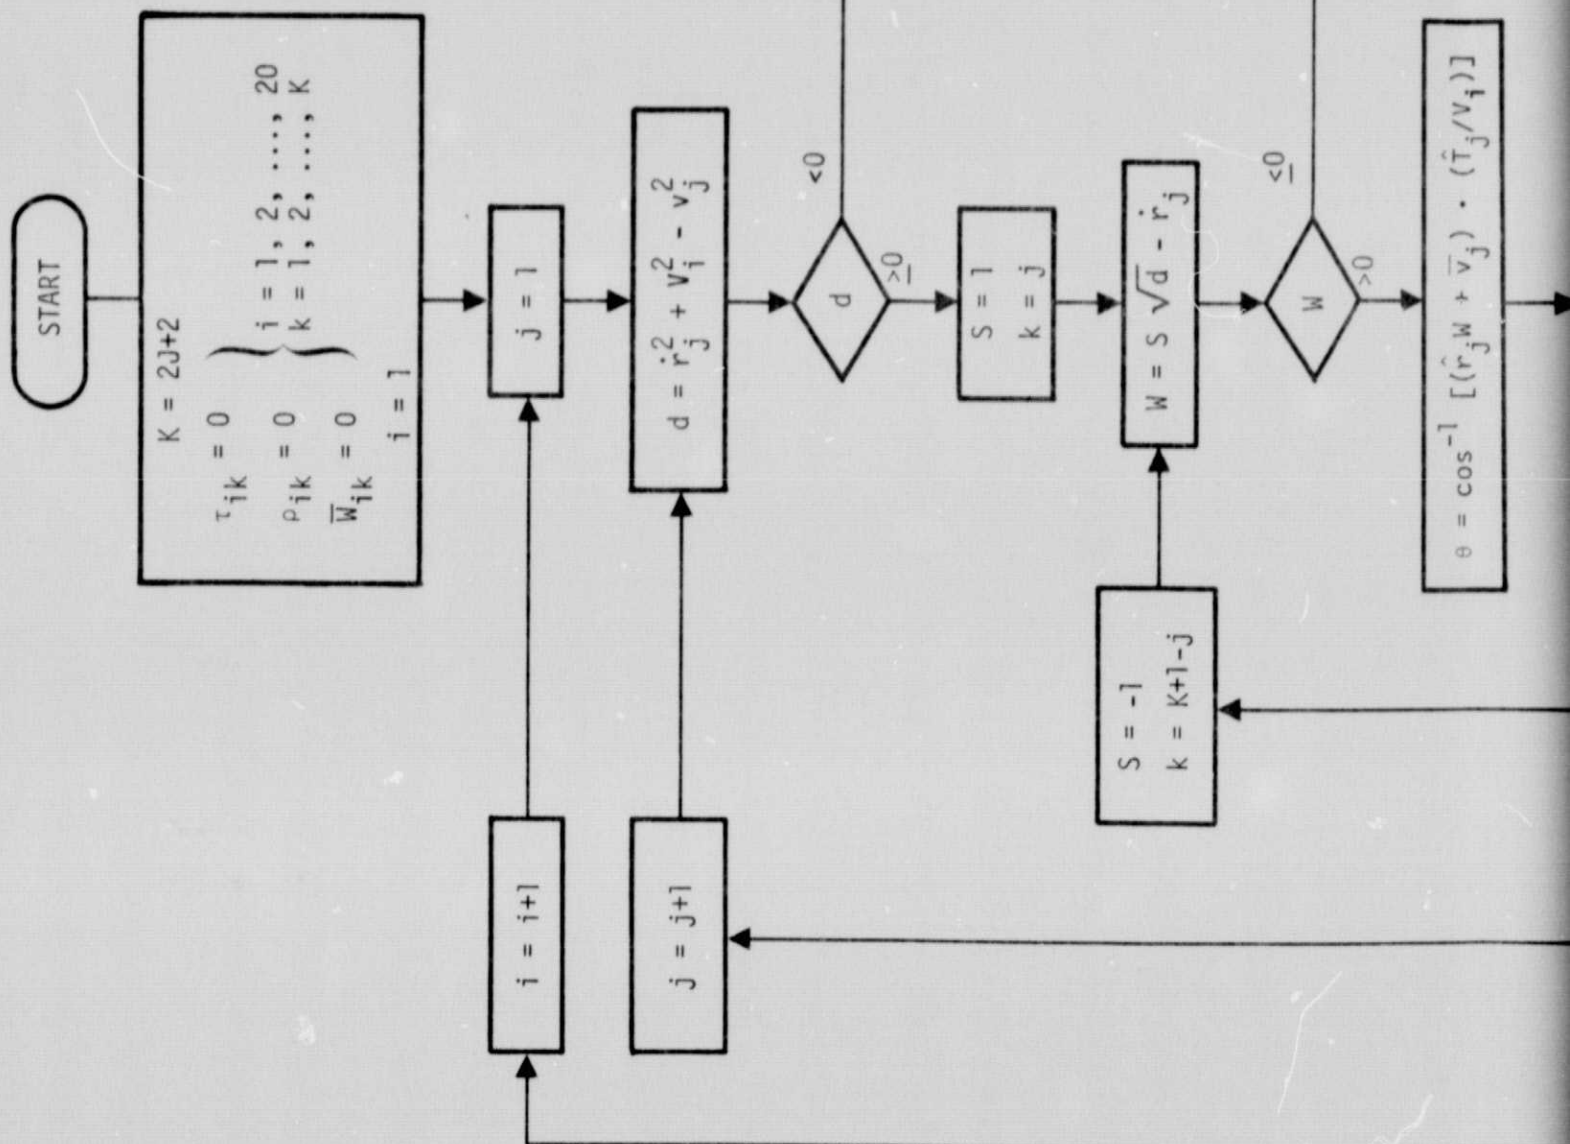 START
K = 2J+2
τ_ik = 0
ρ_ik = 0
W̅_ik = 0
i = 1, 2, ..., 20
k = 1, 2, ..., K
i = 1
j = 1
i = i+1
d = ṙ_j^2 + V_i^2 - v_j^2
j = j+1
d
<0
≥0
S = 1
k = j
W = S √d - ṙ_j
S = -1
k = K+1-j
W
≤0
>0
θ = cos^-1 [(r̂_j W + v̅_j) · (T̂_j/V_i)]